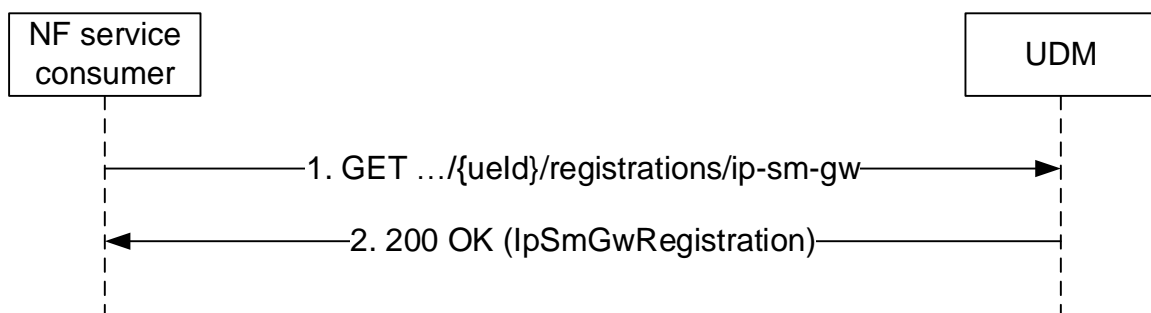 NF service
consumer
UDM
1. GET …/{ueId}/registrations/ip-sm-gw
2. 200 OK (IpSmGwRegistration)